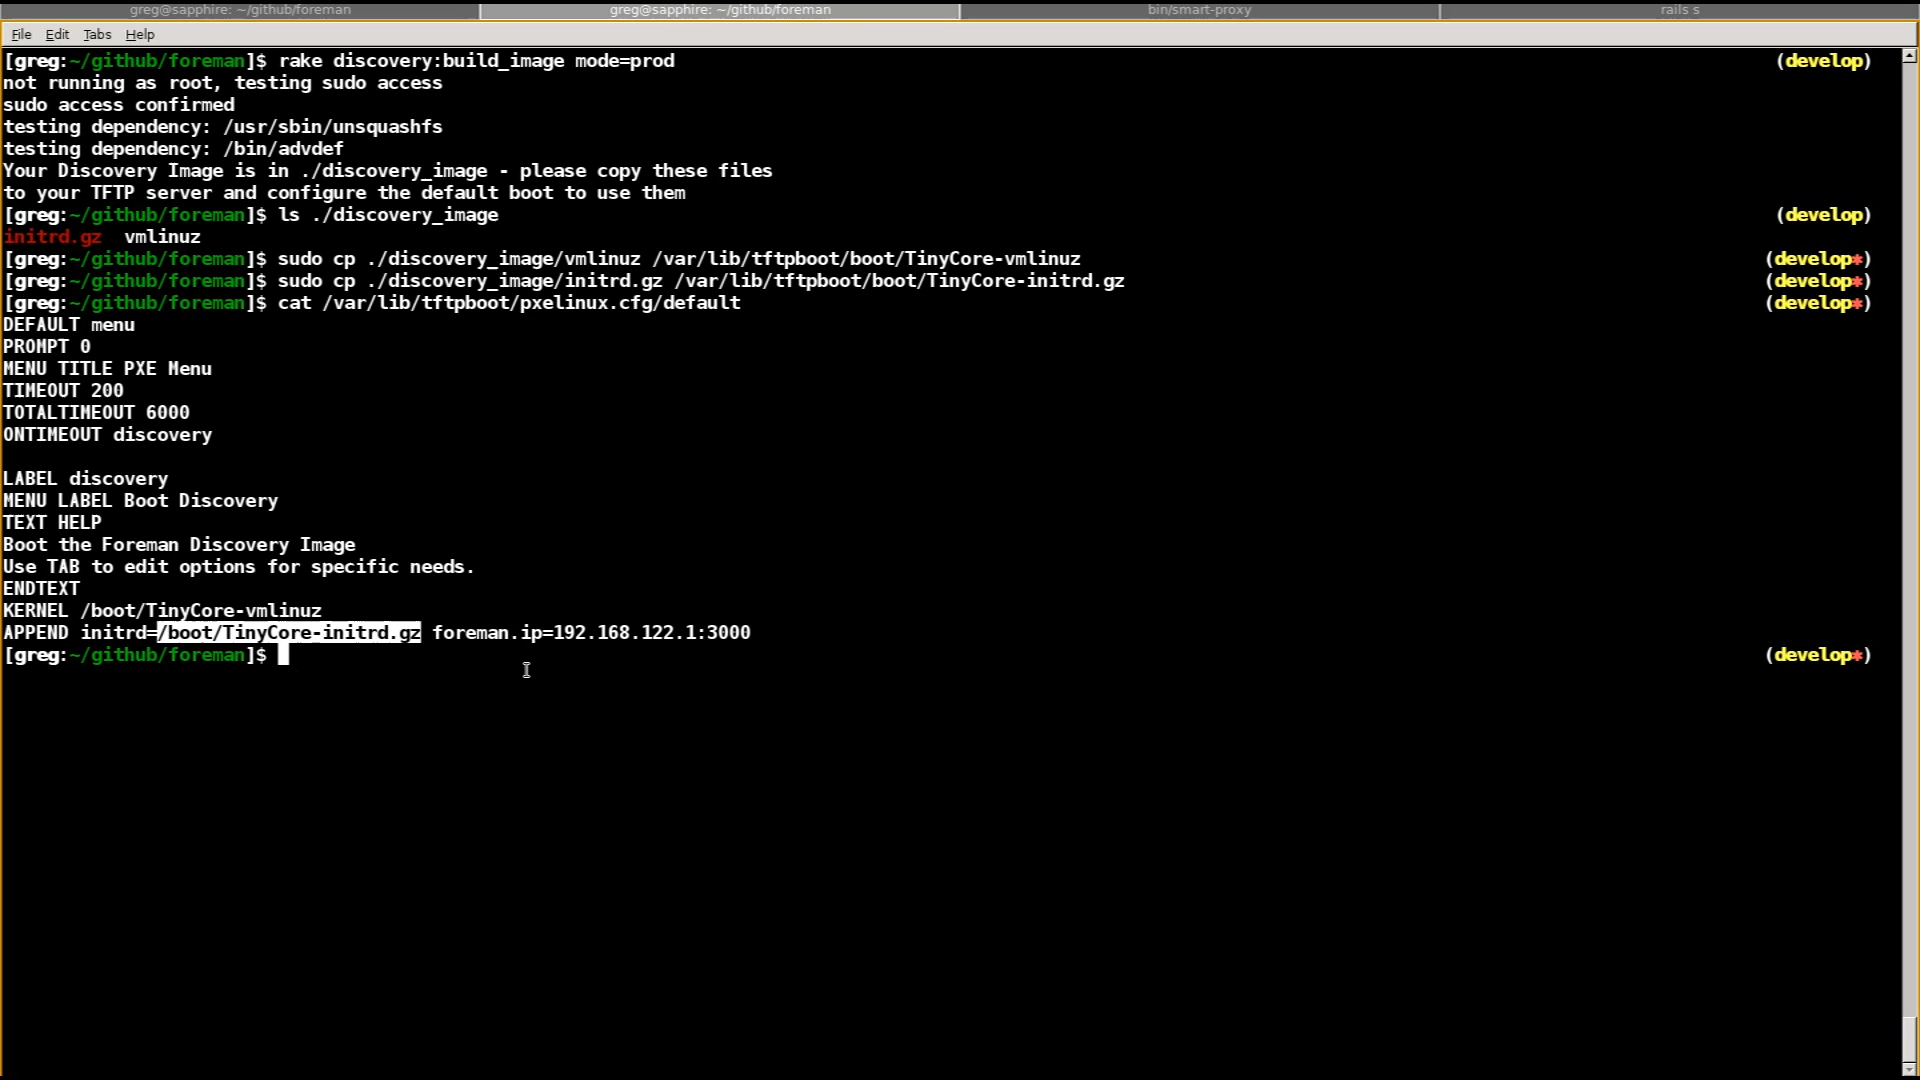 greg@sapphire: ~/github/foreman greg@sapphire: ~/github/foreman bin/smart-proxy rails s
File Edit Tabs Help
[greg:~/github/foreman]$ rake discovery:build_image mode=prod (develop)
not running as root, testing sudo access
sudo access confirmed
testing dependency: /usr/sbin/unsquashfs
testing dependency: /bin/advdef
Your Discovery Image is in ./discovery_image - please copy these files
to your TFTP server and configure the default boot to use them
[greg:~/github/foreman]$ ls ./discovery_image (develop)
initrd.gz  vmlinuz
[greg:~/github/foreman]$ sudo cp ./discovery_image/vmlinuz /var/lib/tftpboot/boot/TinyCore-vmlinuz (develop*)
[greg:~/github/foreman]$ sudo cp ./discovery_image/initrd.gz /var/lib/tftpboot/boot/TinyCore-initrd.gz (develop*)
[greg:~/github/foreman]$ cat /var/lib/tftpboot/pxelinux.cfg/default (develop*)
DEFAULT menu
PROMPT 0
MENU TITLE PXE Menu
TIMEOUT 200
TOTALTIMEOUT 6000
ONTIMEOUT discovery
LABEL discovery
MENU LABEL Boot Discovery
TEXT HELP
Boot the Foreman Discovery Image
Use TAB to edit options for specific needs.
ENDTEXT
KERNEL /boot/TinyCore-vmlinuz
APPEND initrd=/boot/TinyCore-initrd.gz foreman.ip=192.168.122.1:3000
[greg:~/github/foreman]$ (develop*)